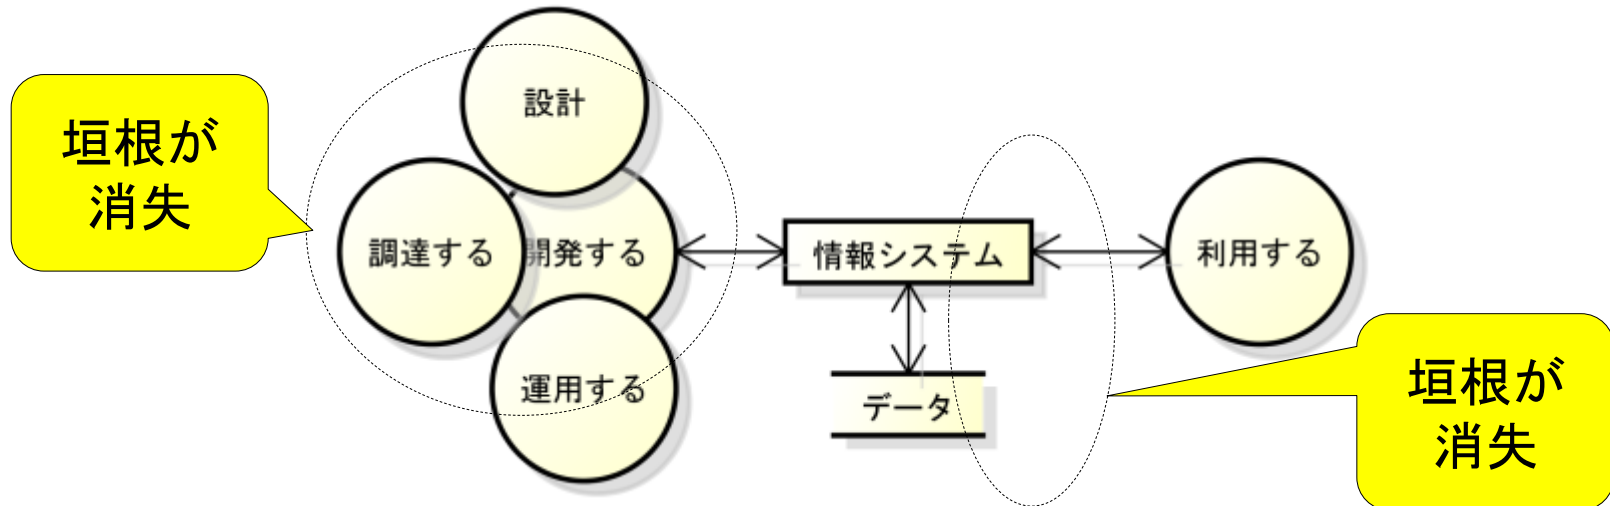 設計
垣根が
消失
調達する
開発する
情報システム
利用する
運用する
データ
垣根が
消失